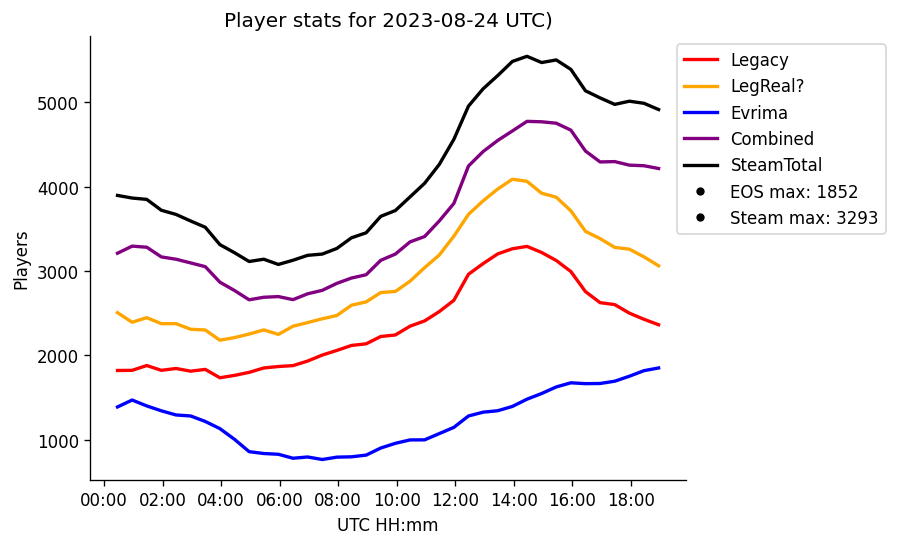 Player stats for 2023-08-24 UTC)
Legacy
LegReal?
Evrima
Combined
SteamTotal
EOS max: 1852
Steam max: 3293
Players
5000
4000
3000
2000
1000
00:00 02:00 04:00 06:00 08:00 10:00 12:00 14:00 16:00 18:00
UTC HH:mm